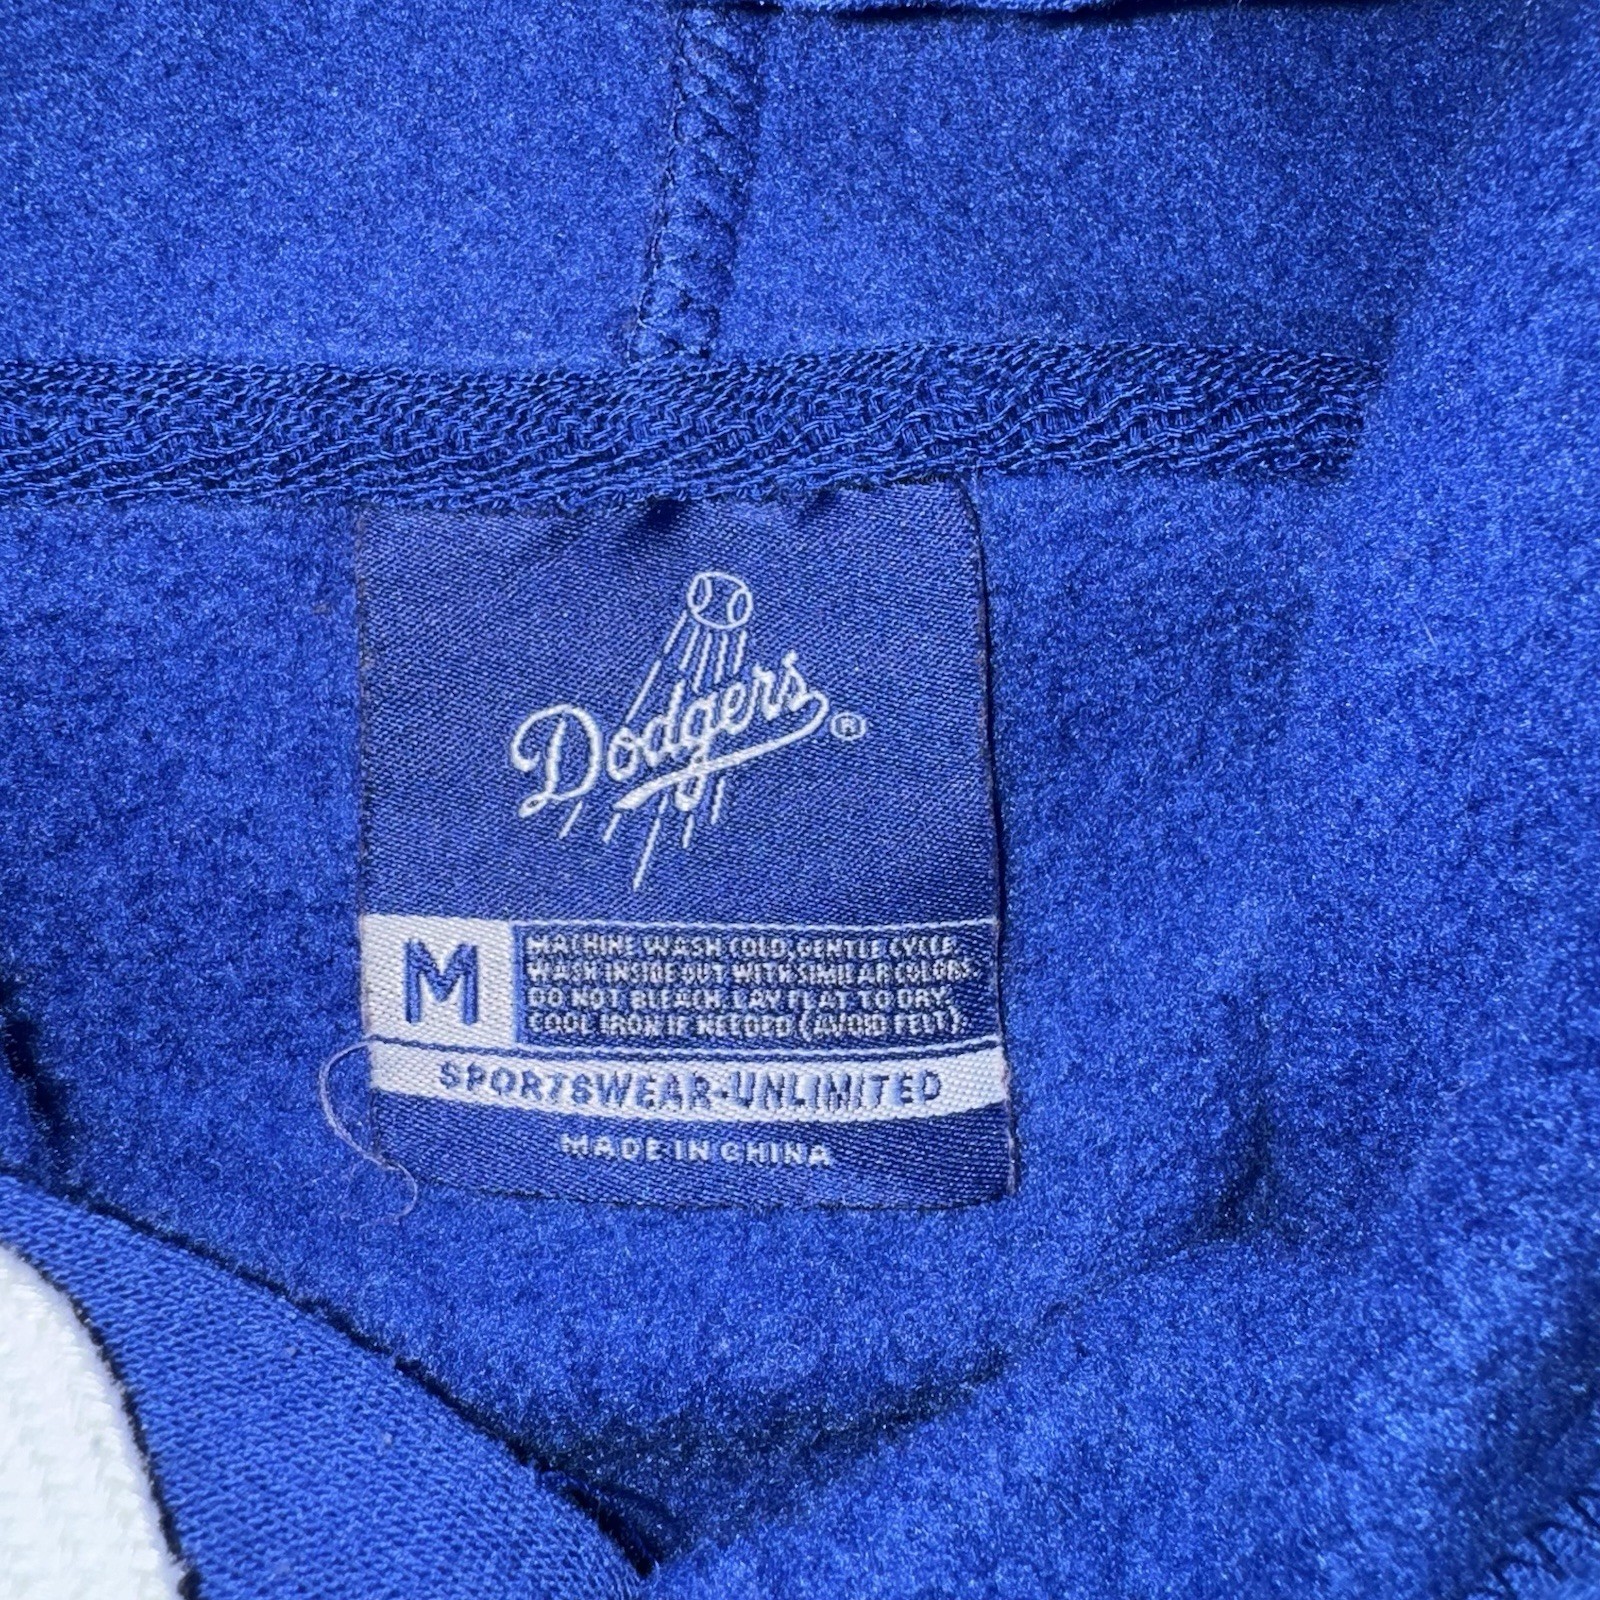 Dodgers®
M
MACHINE WASH COLD, GENTLE CYCLE.
WASH INSIDE OUT WITH SIMILAR COLORS.
DO NOT BLEACH. LAY FLAT TO DRY.
COOL IRON IF NEEDED (AVOID FELT).
SPORTSWEAR-UNLIMITED
MADE IN CHINA